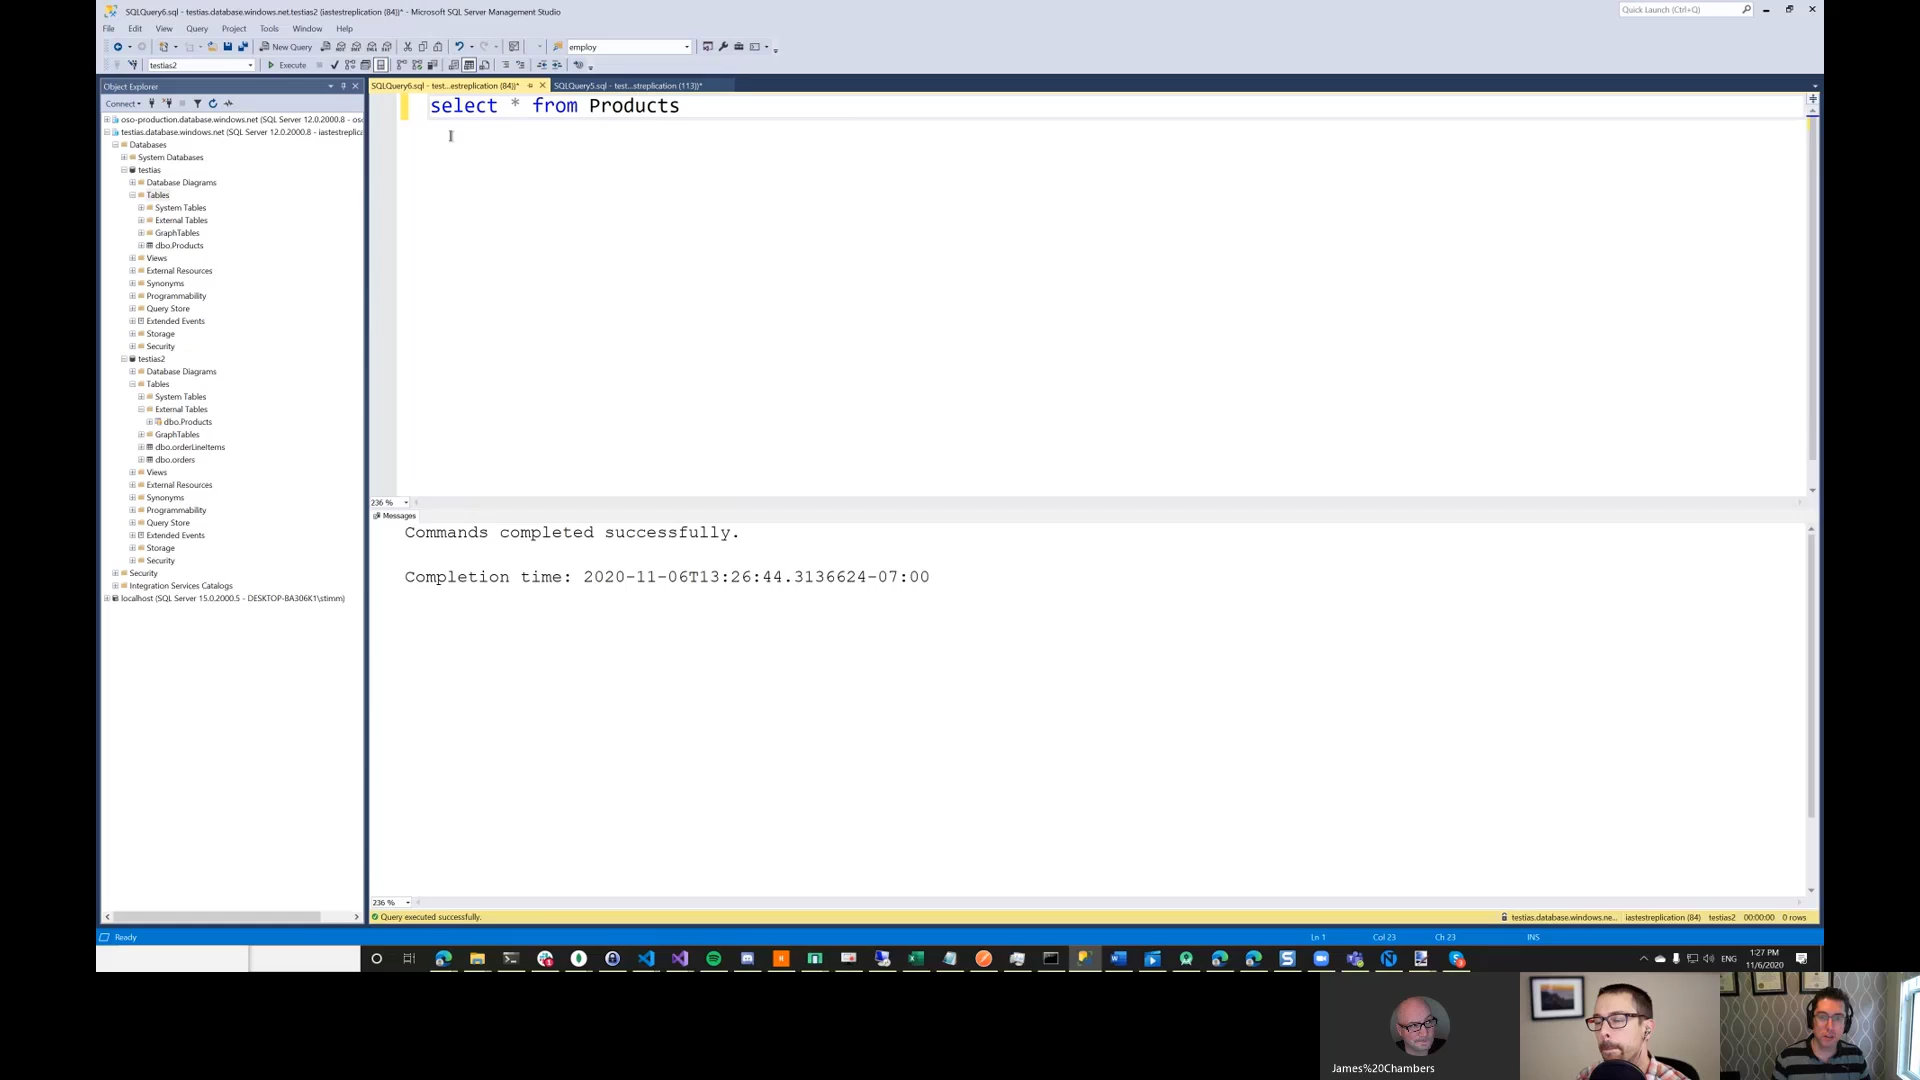 SQLQuery6.sql - testias.database.windows.net.testias2 (iastestreplication (84))* - Microsoft SQL Server Management Studio
Quick Launch (Ctrl+Q)
File Edit View Query Project Tools Window Help
New Query
employ
testias2
Execute
Object Explorer
SQLQuery6.sql - test...estreplication (84))*
SQLQuery5.sql - test...streplication (113))*
Connect
select * from Products
oso-production.database.windows.net (SQL Server 12.0.2000.8 - oso
testias.database.windows.net (SQL Server 12.0.2000.8 - iastestreplica
Databases
System Databases
testias
Database Diagrams
Tables
System Tables
External Tables
GraphTables
dbo.Products
Views
External Resources
Synonyms
Programmability
Query Store
Extended Events
Storage
Security
testias2
Database Diagrams
Tables
System Tables
External Tables
dbo.Products
GraphTables
dbo.orderLineItems
dbo.orders
Views
External Resources
Synonyms
Programmability
Query Store
Extended Events
Storage
Security
Security
Integration Services Catalogs
localhost (SQL Server 15.0.2000.5 - DESKTOP-BA306K1\stimm)
236 %
Messages
Commands completed successfully.
Completion time: 2020-11-06T13:26:44.3136624-07:00
236 %
Query executed successfully.
testias.database.windows.ne... iastestreplication (84) testias2 00:00:00 0 rows
Ready
Ln 1 Col 23 Ch 23 INS
ENG
1:27 PM
11/6/2020
James%20Chambers